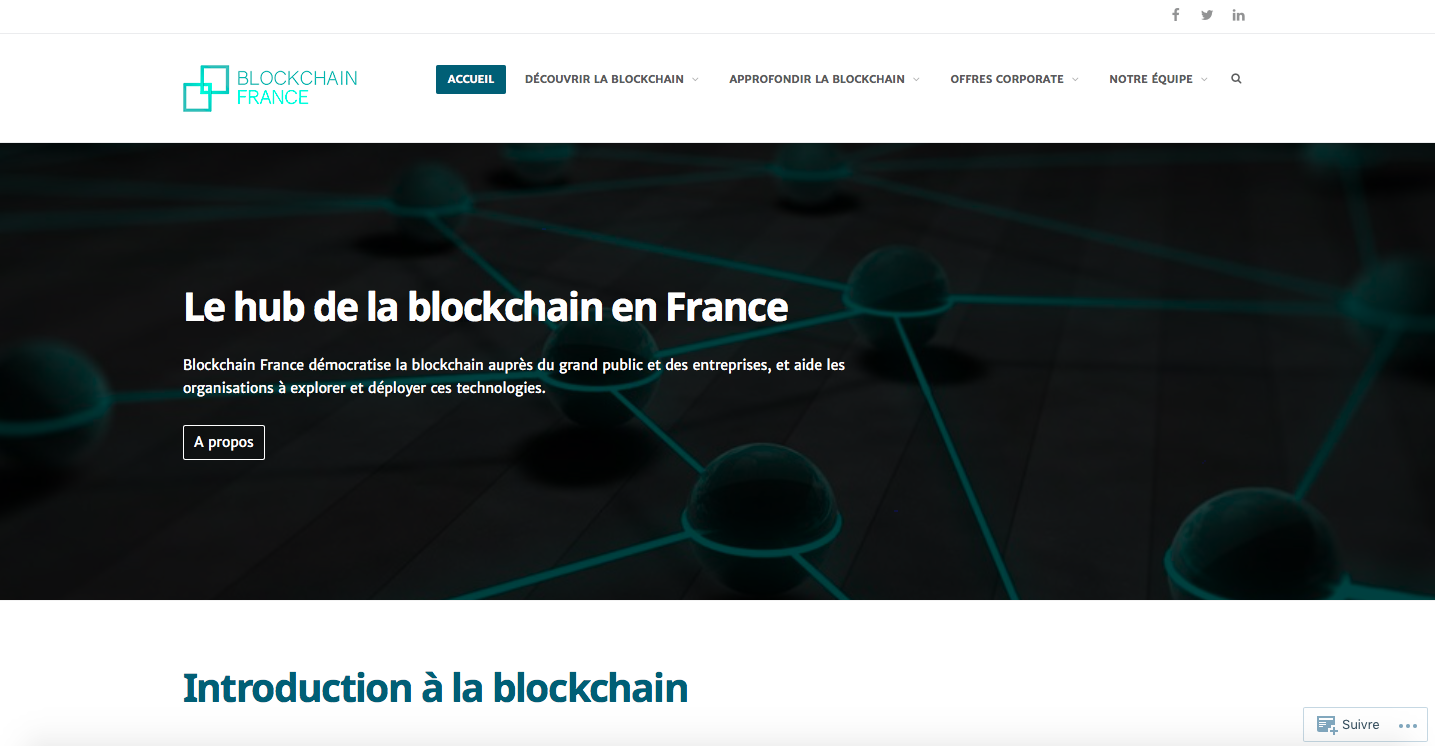 BLOCKCHAIN
FRANCE
ACCUEIL
DÉCOUVRIR LA BLOCKCHAIN
APPROFONDIR LA BLOCKCHAIN
OFFRES CORPORATE
NOTRE ÉQUIPE
Le hub de la blockchain en France
Blockchain France démocratise la blockchain auprès du grand public et des entreprises, et aide les
organisations à explorer et déployer ces technologies.
A propos
Introduction à la blockchain
Suivre